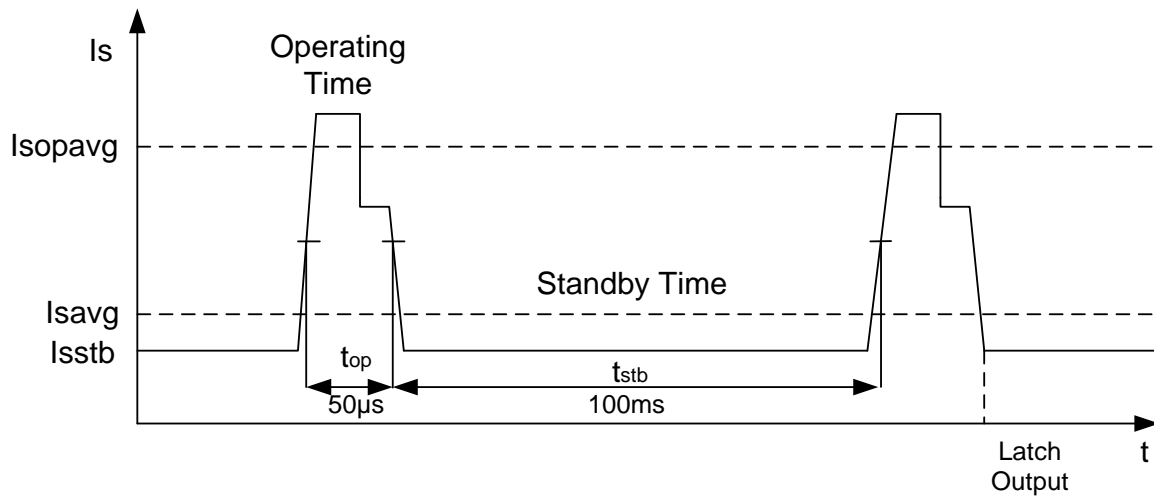 Is
Operating
Time
Isopavg
Standby Time
Isavg
Isstb
top
tstb
50µs
100ms
t
Latch
Output